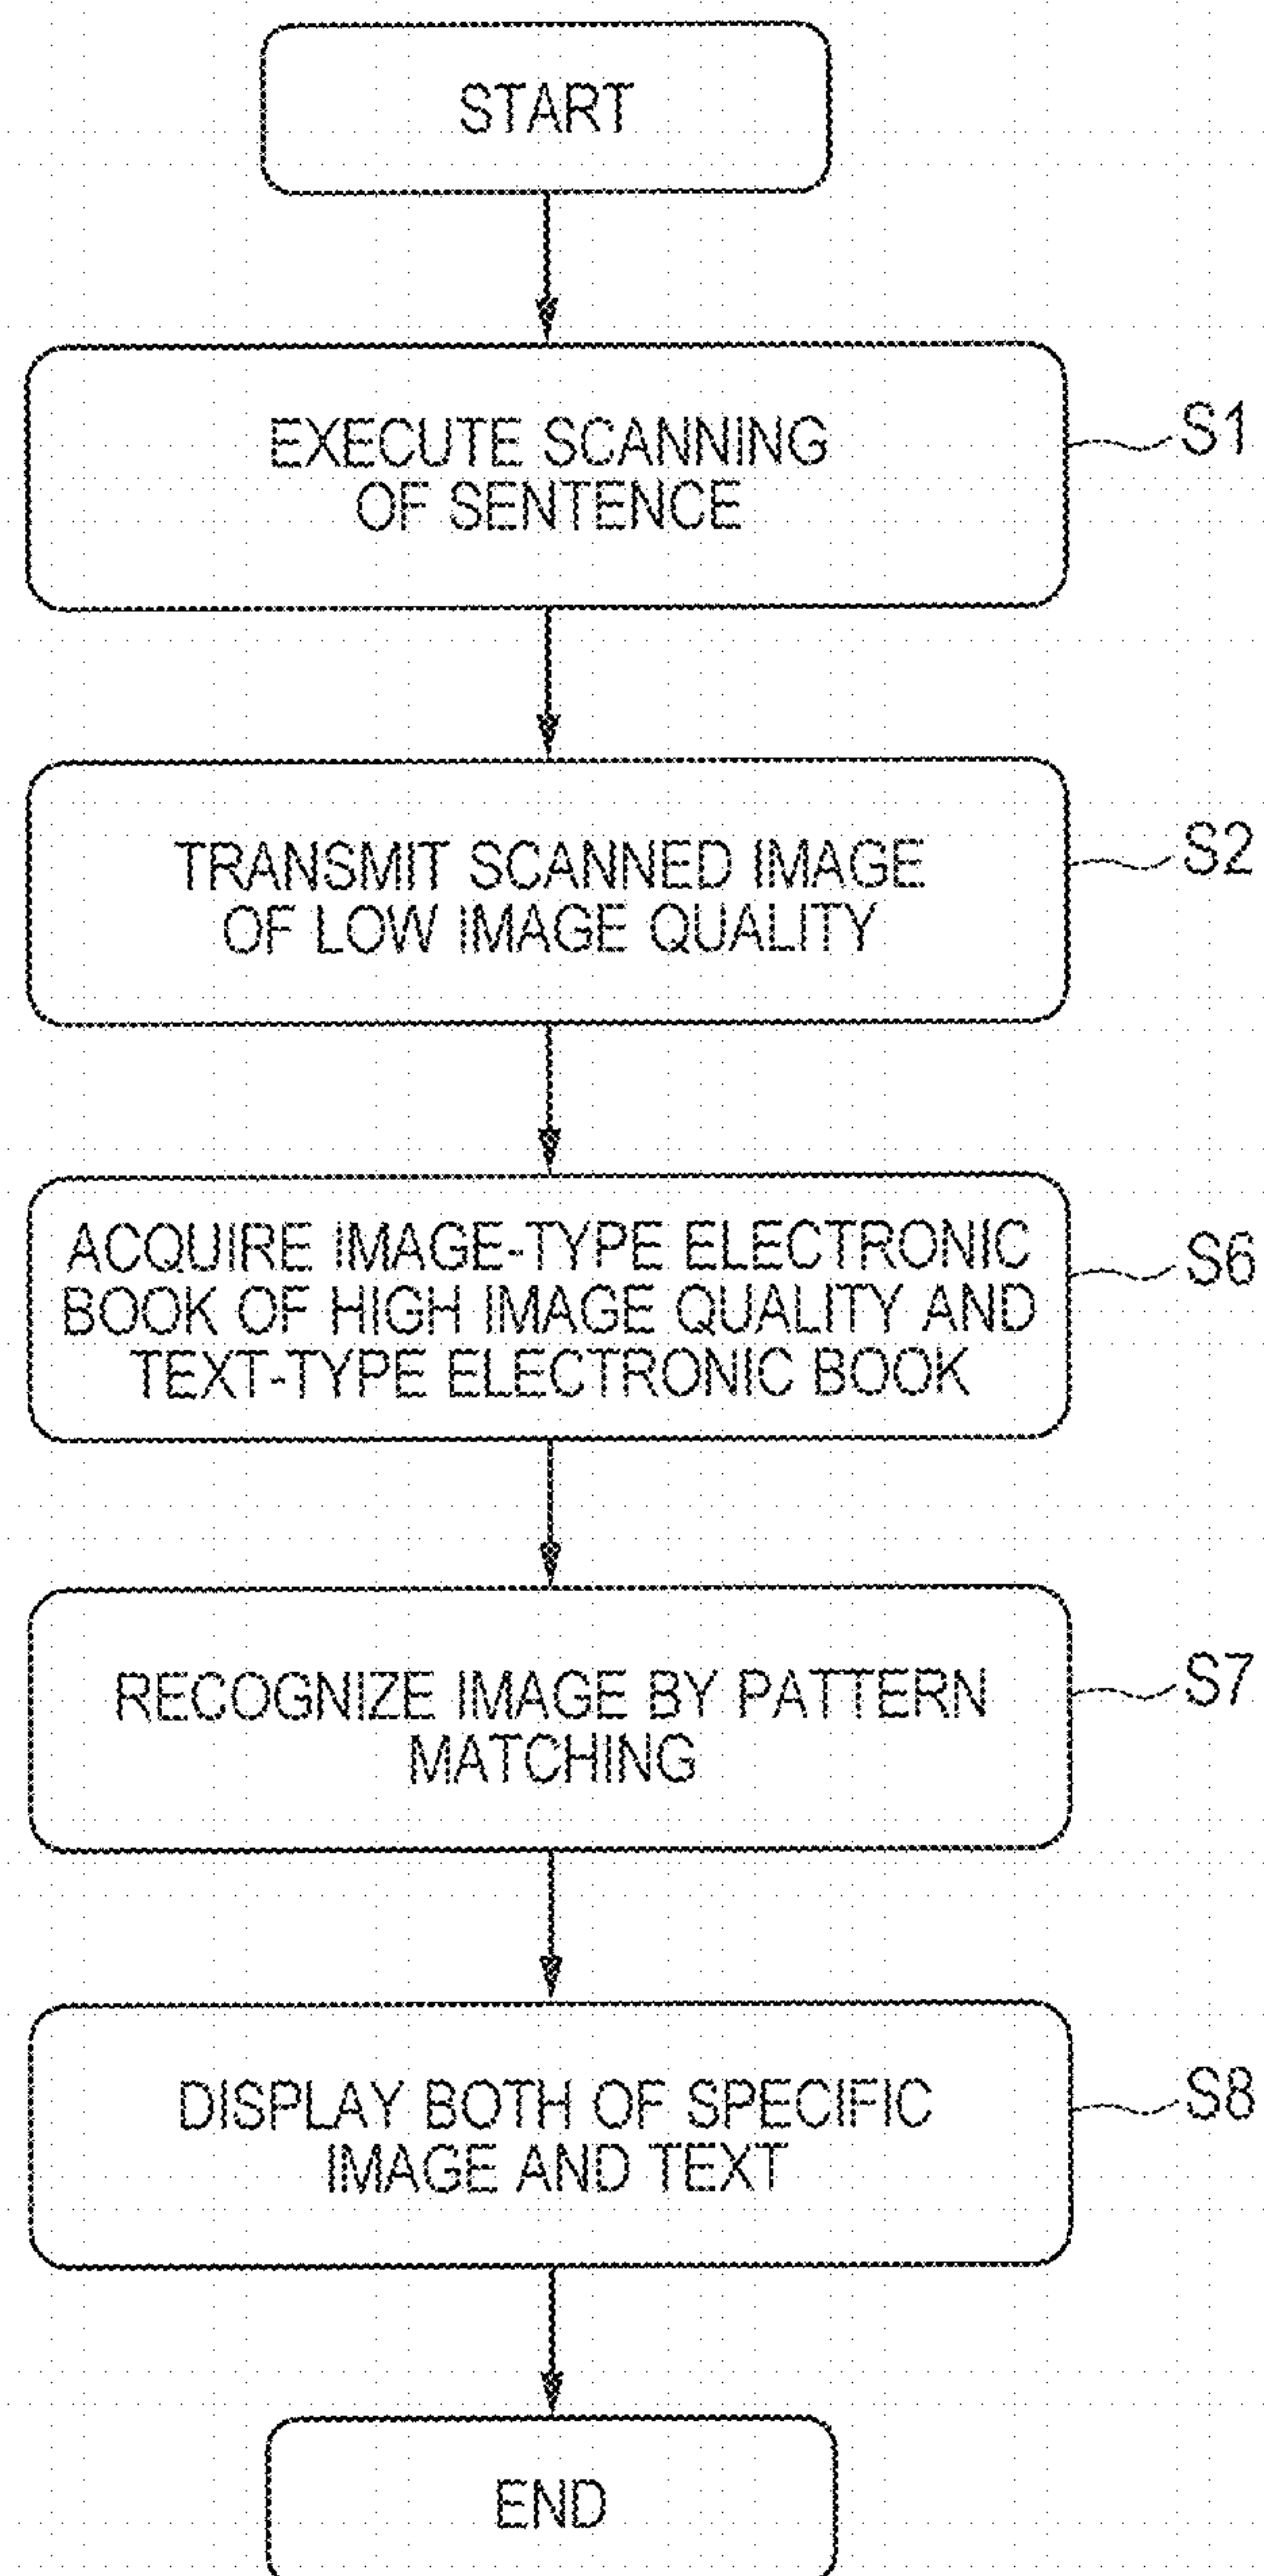 START
EXECUTE SCANNING
OF SENTENCE
S1
TRANSMIT SCANNED IMAGE
OF LOW IMAGE QUALITY
S2
ACQUIRE IMAGE-TYPE ELECTRONIC
BOOK OF HIGH IMAGE QUALITY AND
TEXT-TYPE ELECTRONIC BOOK
S6
RECOGNIZE IMAGE BY PATTERN
MATCHING
S7
DISPLAY BOTH OF SPECIFIC
IMAGE AND TEXT
S8
END